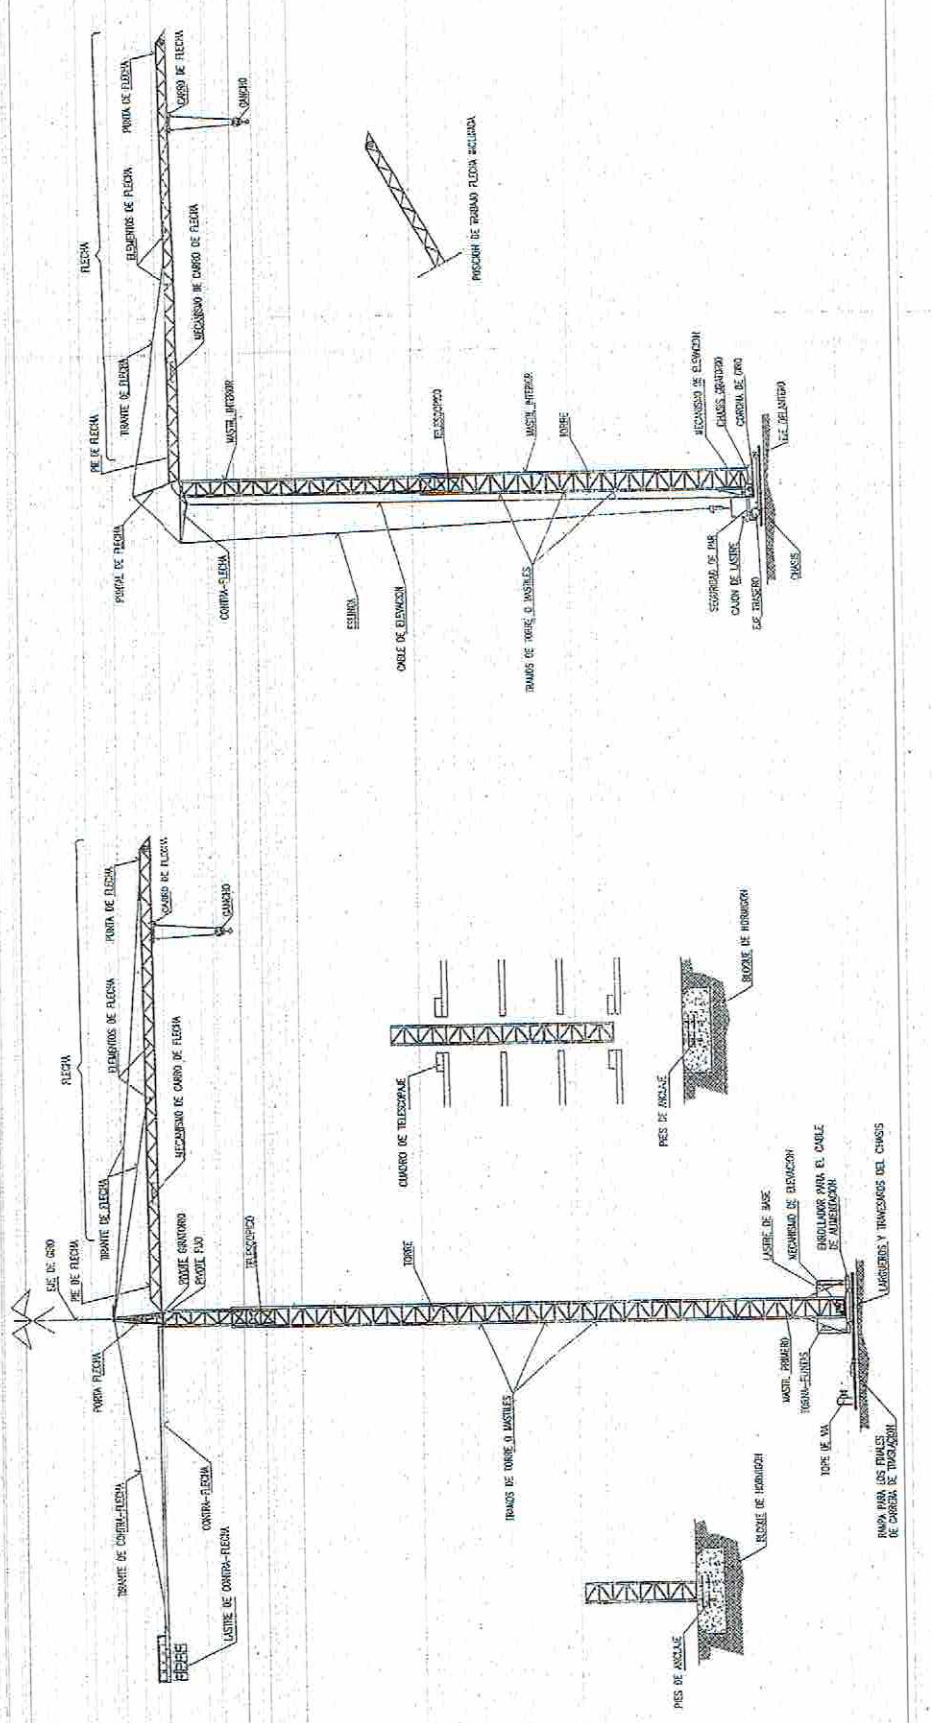 EJE DE GIRO
PIE DE FLECHA
FLECHA
TIRANTE DE FLECHA
ELEMENTOS DE FLECHA
PUNTA DE FLECHA
CARRO DE FLECHA
GANCHO
MECANISMO DE CARRO DE FLECHA
PIVOTE GIRATORIO
PIVOTE FIJO
TELESCOPICO
PORTA FLECHA
TIRANTE DE CONTRA-FLECHA
CONTRA-FLECHA
LASTRE DE CONTRA-FLECHA
TORRE
TRAMOS DE TORRE O MASTILES
CUADRO DE TELESCOPAJE
PIES DE ANCLAJE
BLOQUE DE HORMIGON
PIES DE ANCLAJE
BLOQUE DE HORMIGON
LASTRE DE BASE
MECANISMO DE ELEVACION
ENROLLADOR PARA EL CABLE
DE ALIMENTACION
LARGUEROS Y TRAVESAÑOS DEL CHASIS
MASTIL PRIMERO
TOPE DE VIA
RAMPA PARA LOS FINALES
DE CARRERA DE TRASLACION
FLECHA
PIE DE FLECHA
TIRANTE DE FLECHA
ELEMENTOS DE FLECHA
PUNTA DE FLECHA
CARRO DE FLECHA
GANCHO
MECANISMO DE CARRO DE FLECHA
PUNTAL DE FLECHA
CONTRA-FLECHA
MASTIL INTERIOR
POSICION DE TRABAJO FLECHA INCLINADA
ESLINGA
CABLE DE ELEVACION
TELESCOPICO
MASTIL INTERIOR
TORRE
TRAMOS DE TORRE O MASTILES
MECANISMO DE ELEVACION
CHASIS GIRATORIO
CORONA DE GIRO
EJE DELANTERO
SEGURIDAD DE PAR
CAJON DE LASTRE
EJE TRASERO
CHASIS